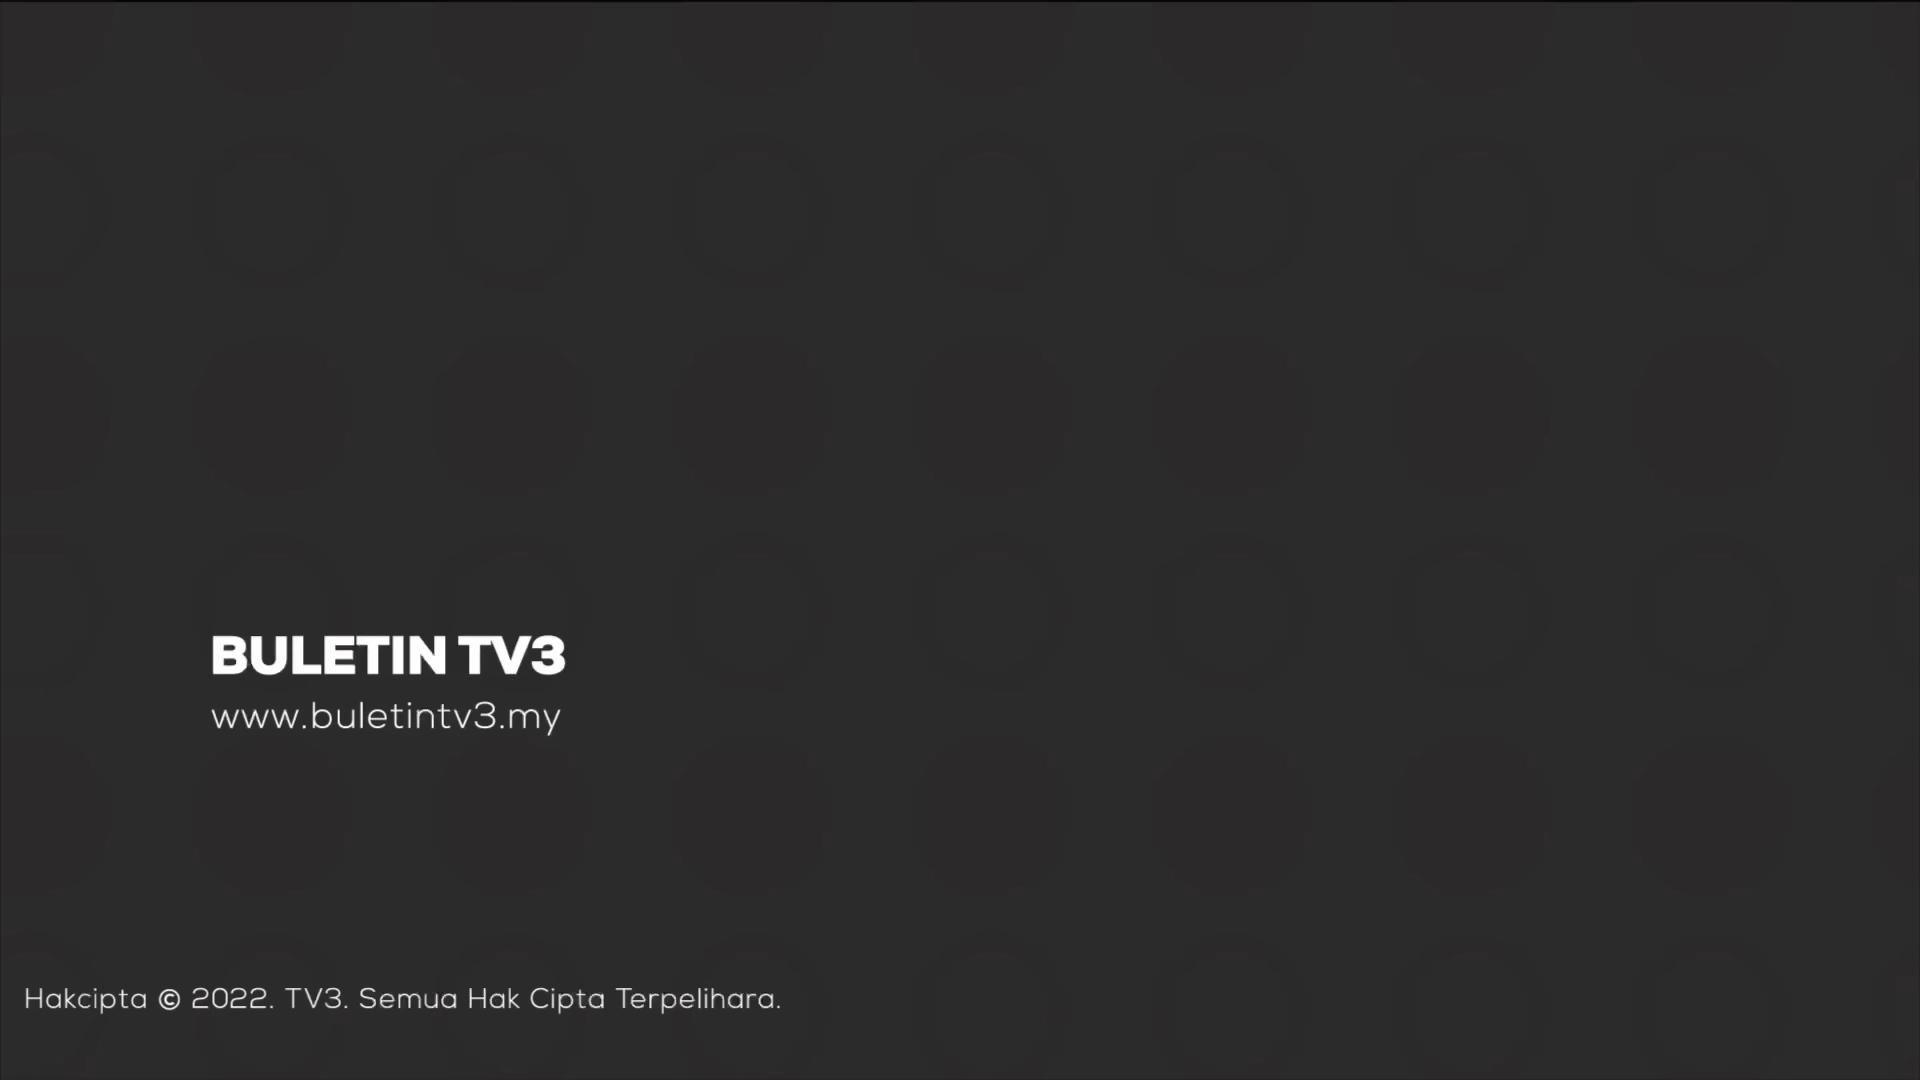 BULETIN TV3
www.buletintv3.my
Hakcipta © 2022. TV3. Semua Hak Cipta Terpelihara.